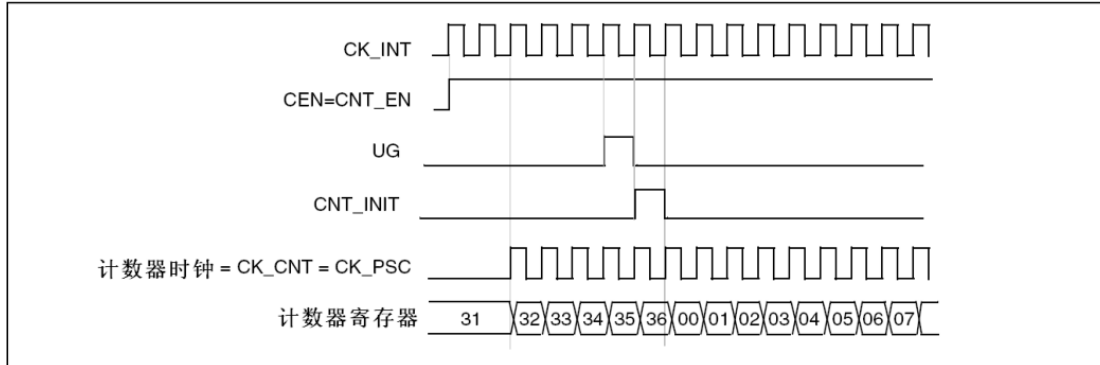 CK_INT
CEN=CNT_EN
UG
CNT_INIT
计数器时钟 = CK_CNT = CK_PSC
计数器寄存器 31 32 33 34 35 36 00 01 02 03 04 05 06 07